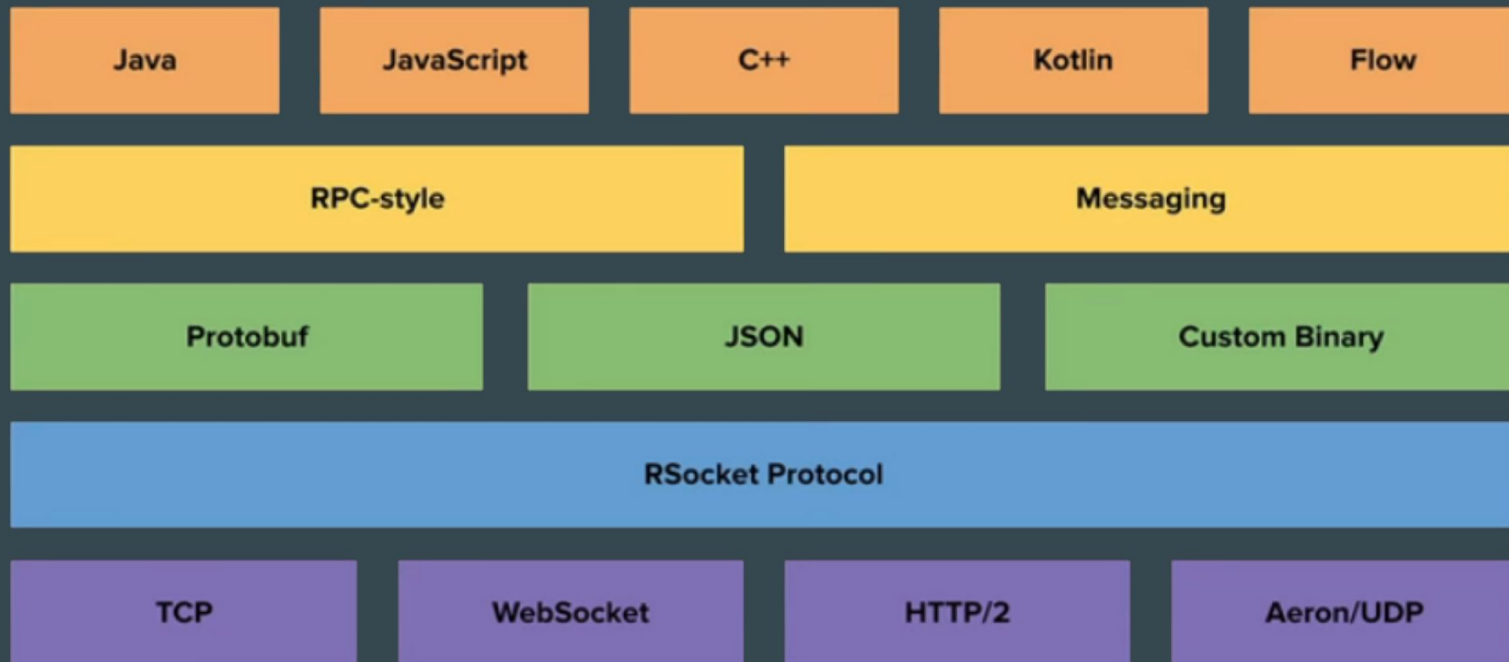 Java
JavaScript
C++
Kotlin
Flow
RPC-style
Messaging
Protobuf
JSON
Custom Binary
RSocket Protocol
TCP
WebSocket
HTTP/2
Aeron/UDP